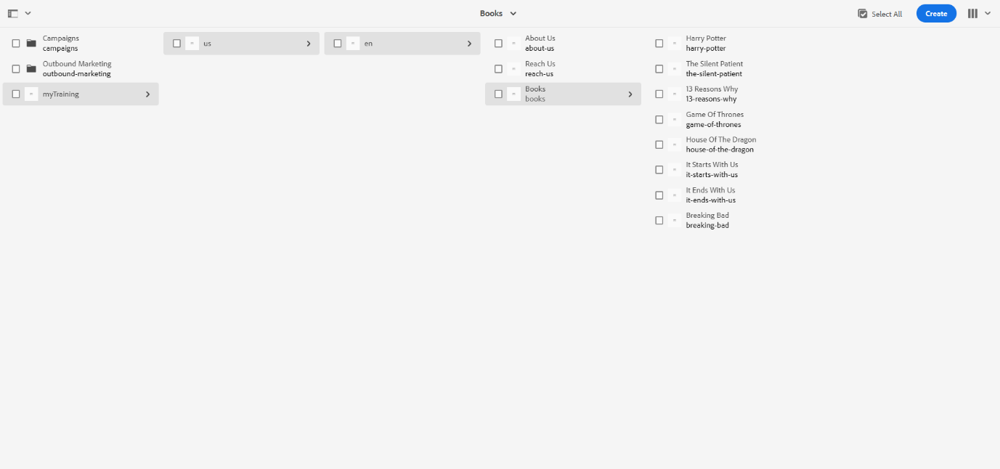 Books
Select All
Create
Campaigns
campaigns
Outbound Marketing
outbound-marketing
myTraining
us
en
About Us
about-us
Reach Us
reach-us
Books
books
Harry Potter
harry-potter
The Silent Patient
the-silent-patient
13 Reasons Why
13-reasons-why
Game Of Thrones
game-of-thrones
House Of The Dragon
house-of-the-dragon
It Starts With Us
it-starts-with-us
It Ends With Us
it-ends-with-us
Breaking Bad
breaking-bad